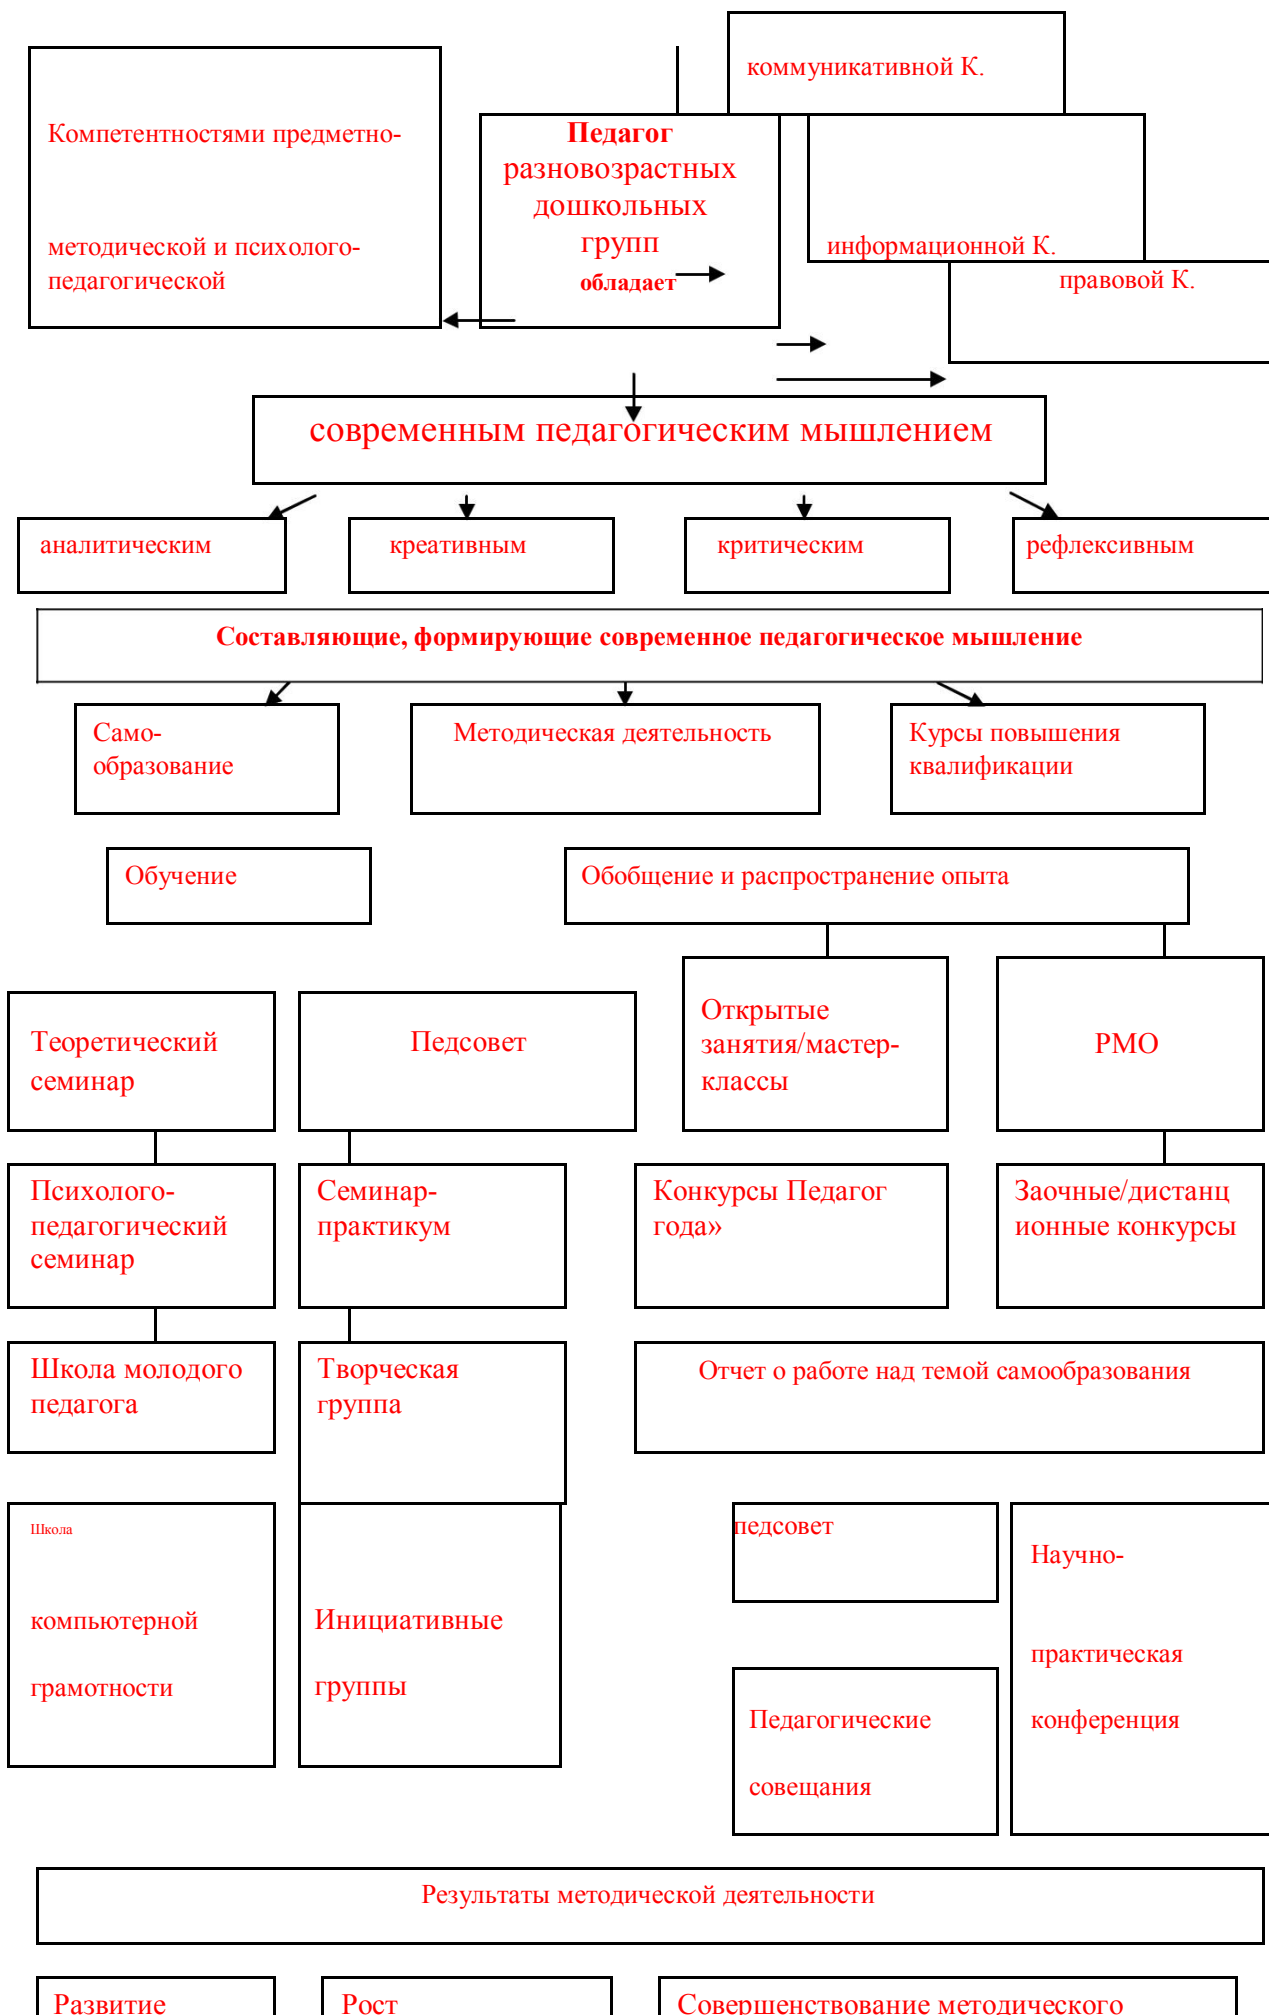 коммуникативной К.
Компетентностями предметно-
методической и психолого-
педагогической
Педагог
разновозрастных
дошкольных
групп
обладает
информационной К.
правовой К.
современным педагогическим мышлением
аналитическим
креативным
критическим
рефлексивным
Составляющие, формирующие современное педагогическое мышление
Само-
образование
Методическая деятельность
Курсы повышения
квалификации
Обучение
Обобщение и распространение опыта
Теоретический
семинар
Педсовет
Открытые
занятия/мастер-
классы
РМО
Психолого-
педагогический
семинар
Семинар-
практикум
Конкурсы Педагог
года»
Заочные/дистанц
ионные конкурсы
Школа молодого
педагога
Творческая
группа
Отчет о работе над темой самообразования
Школа
компьютерной
грамотности
Инициативные
группы
педсовет
Педагогические
совещания
Научно-
практическая
конференция
Результаты методической деятельности
Развитие
Рост
Совершенствование методического